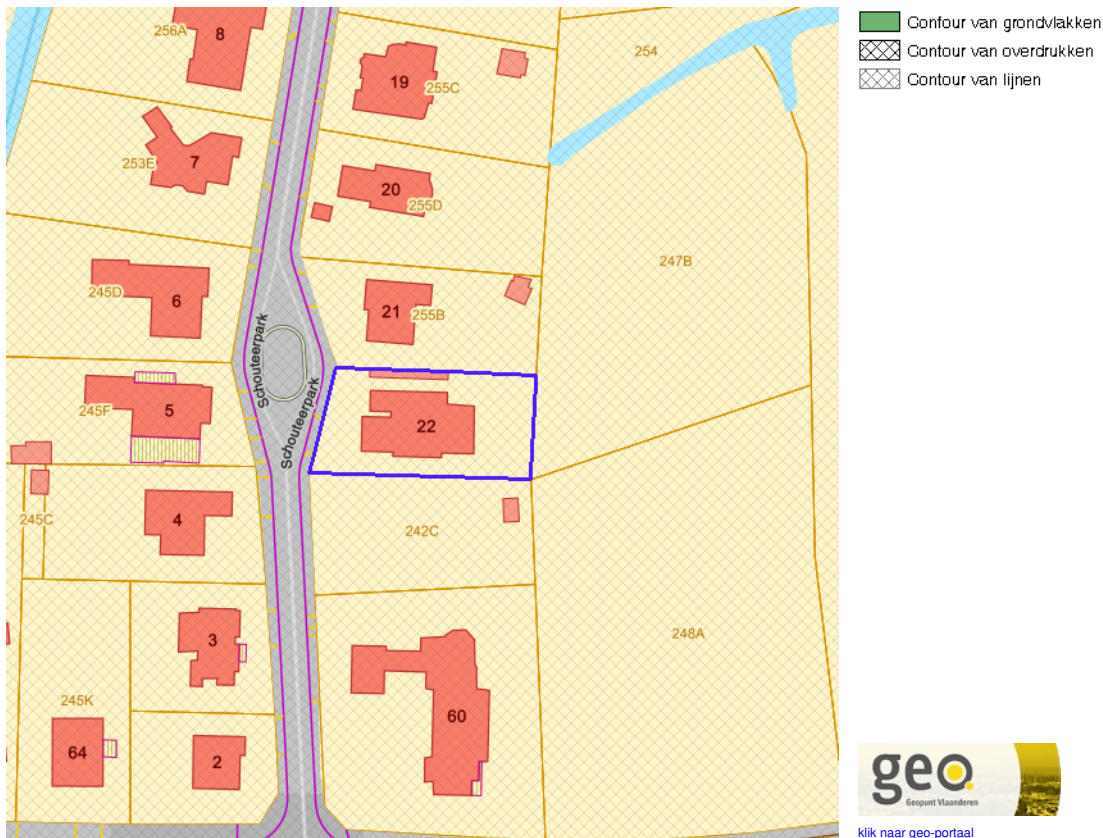 256A
8
19
255C
254
Contour van grondvlakken
Contour van overdrukken
Contour van lijnen
253E
7
20
255D
247B
245D
6
21
255B
Schouteerpark
Schouteerpark
245F
5
22
245C
4
242C
3
248A
245K
64
2
60
geo
Geopunt Vlaanderen
klik naar geo-portaal